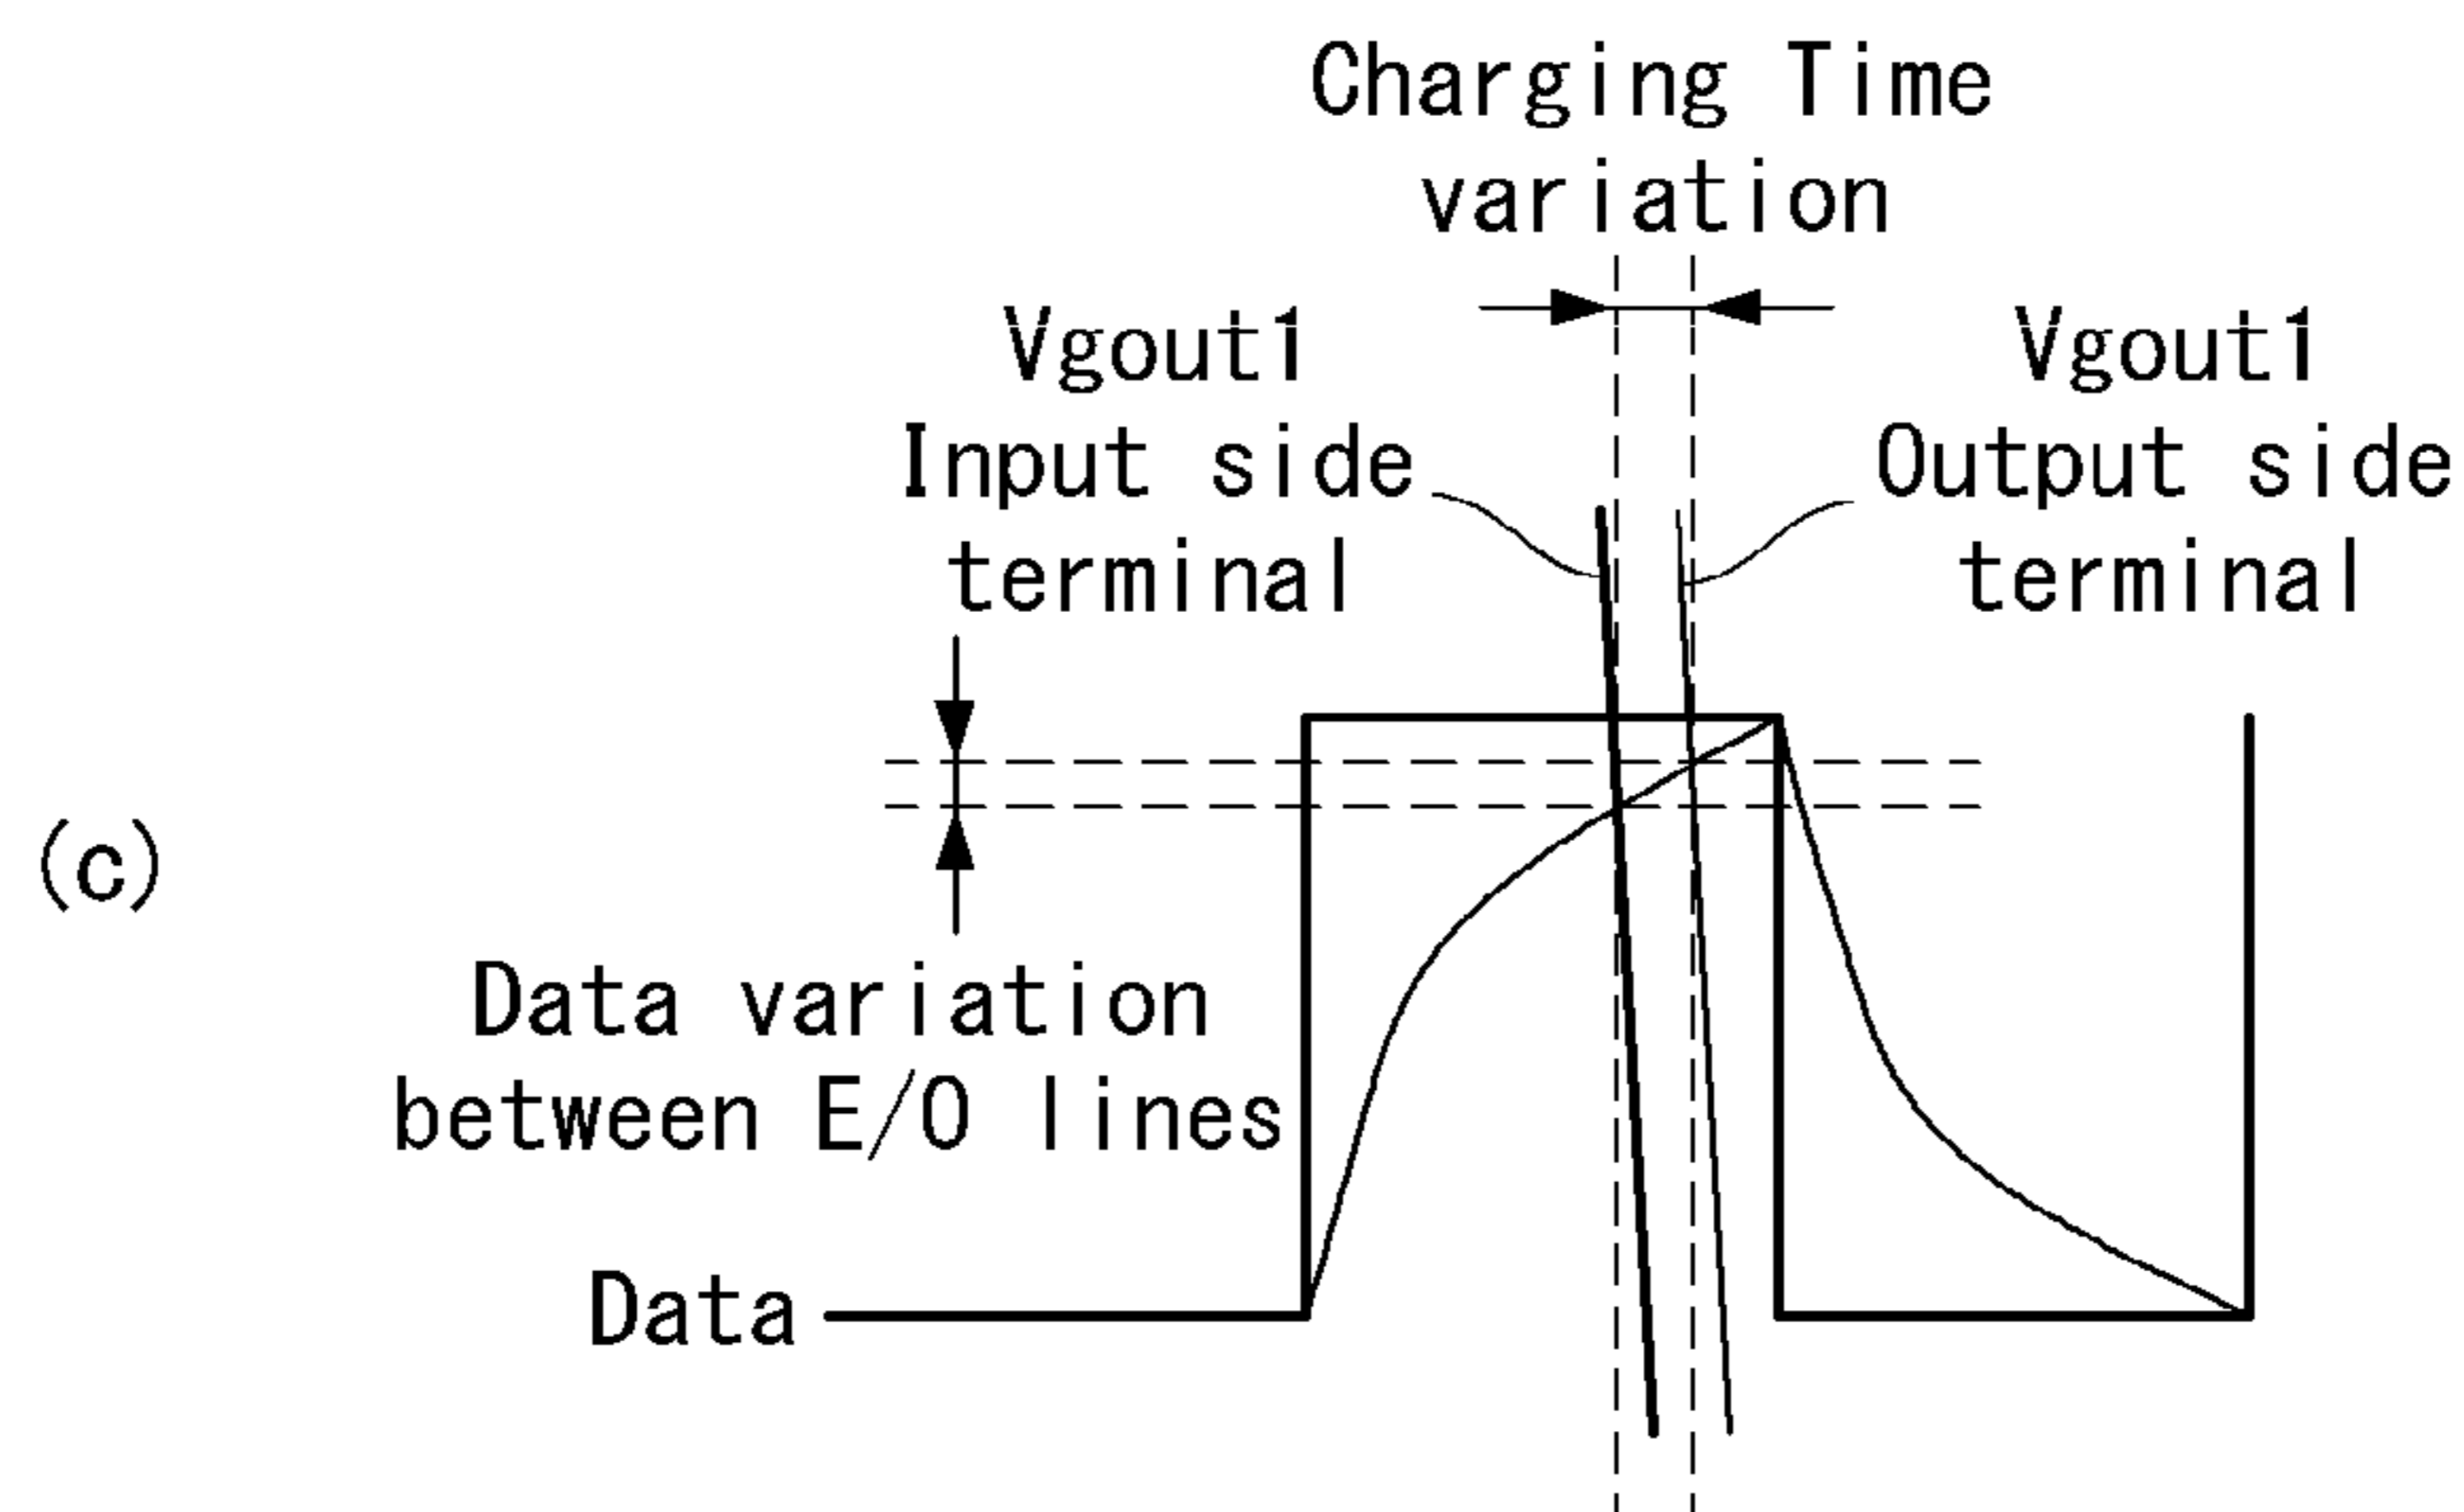 Charging Time
variation
Vgout1
Input side
terminal
Vgout1
Output side
terminal
(c)
Data variation
between E/O lines
Data